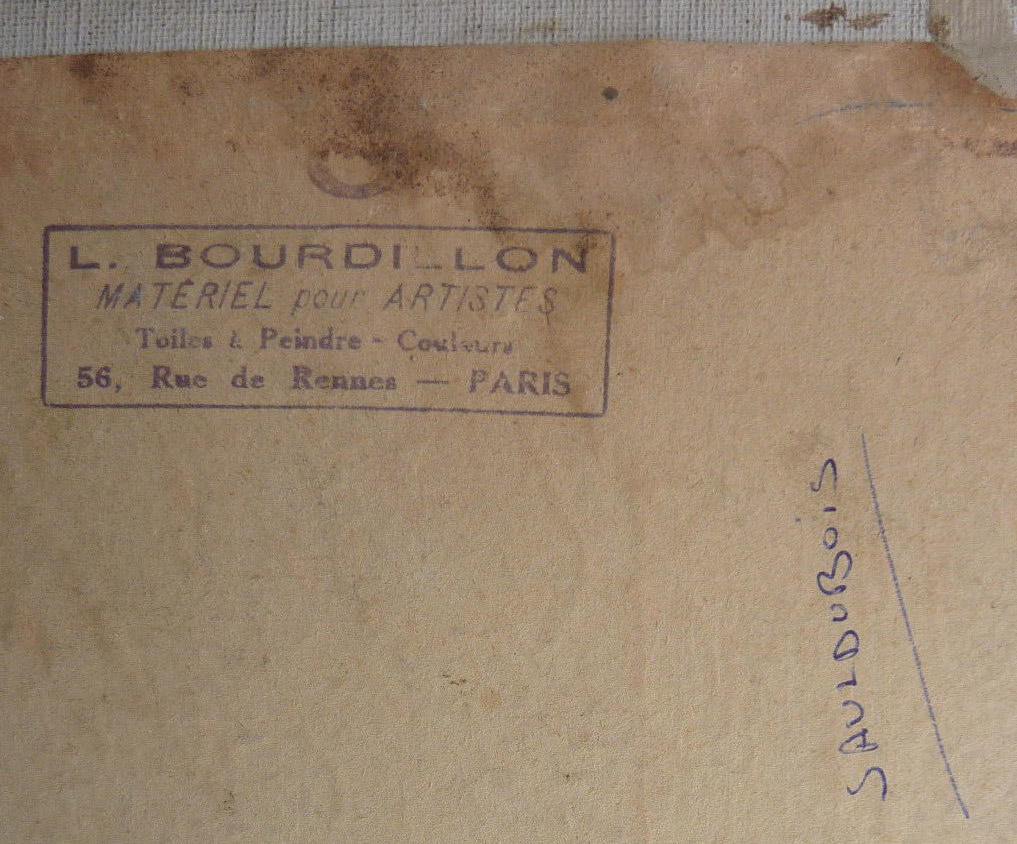 L. BOURDILLON
MATÉRIEL pour ARTISTES
Toiles à Peindre - Couleurs
56, Rue de Rennes — PARIS
SAULDUBOIS